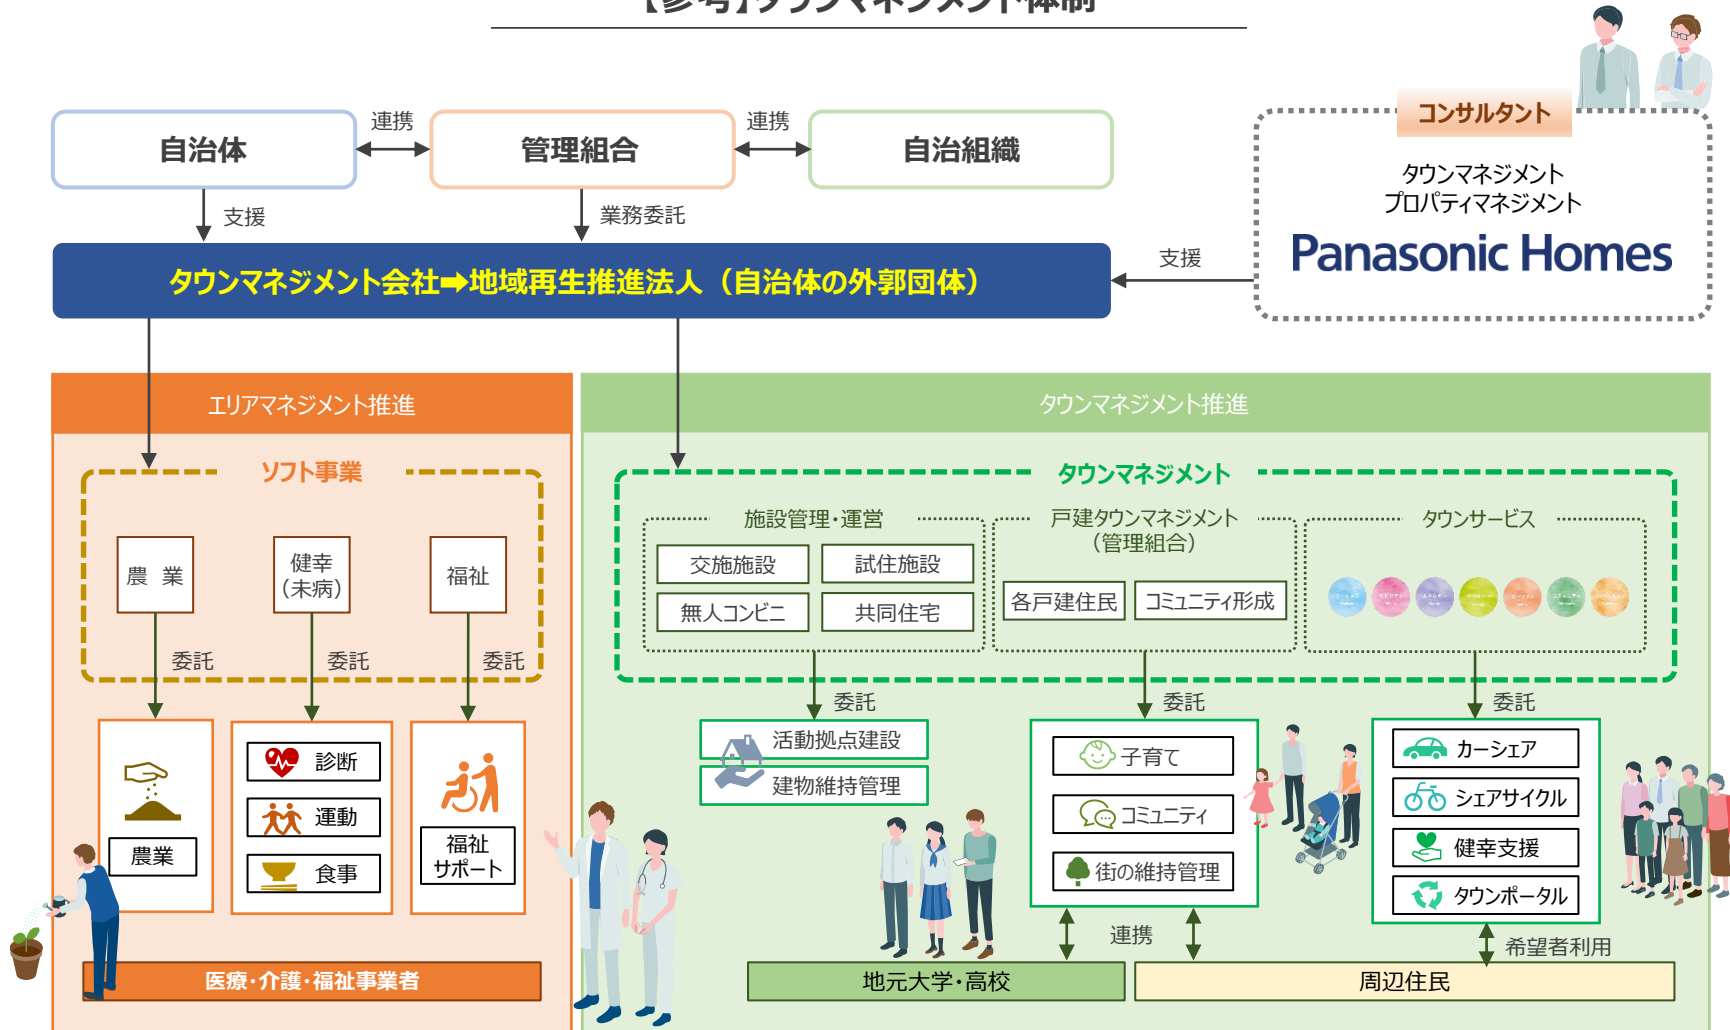 【参考】タウンマネジメント体制
コンサルタント
自治体
連携
管理組合
連携
自治組織
タウンマネジメント
プロパティマネジメント
Panasonic Homes
支援
業務委託
支援
タウンマネジメント会社➡地域再生推進法人（自治体の外郭団体）
エリアマネジメント推進
タウンマネジメント推進
ソフト事業
タウンマネジメント
農 業
健幸
(未病)
福祉
施設管理・運営
交施施設
試住施設
無人コンビニ
共同住宅
戸建タウンマネジメント
（管理組合）
各戸建住民
コミュニティ形成
タウンサービス
委託
委託
委託
委託
委託
委託
農業
診断
運動
食事
福祉
サポート
活動拠点建設
建物維持管理
子育て
コミュニティ
街の維持管理
カーシェア
シェアサイクル
健幸支援
タウンポータル
連携
希望者利用
医療・介護・福祉事業者
地元大学・高校
周辺住民